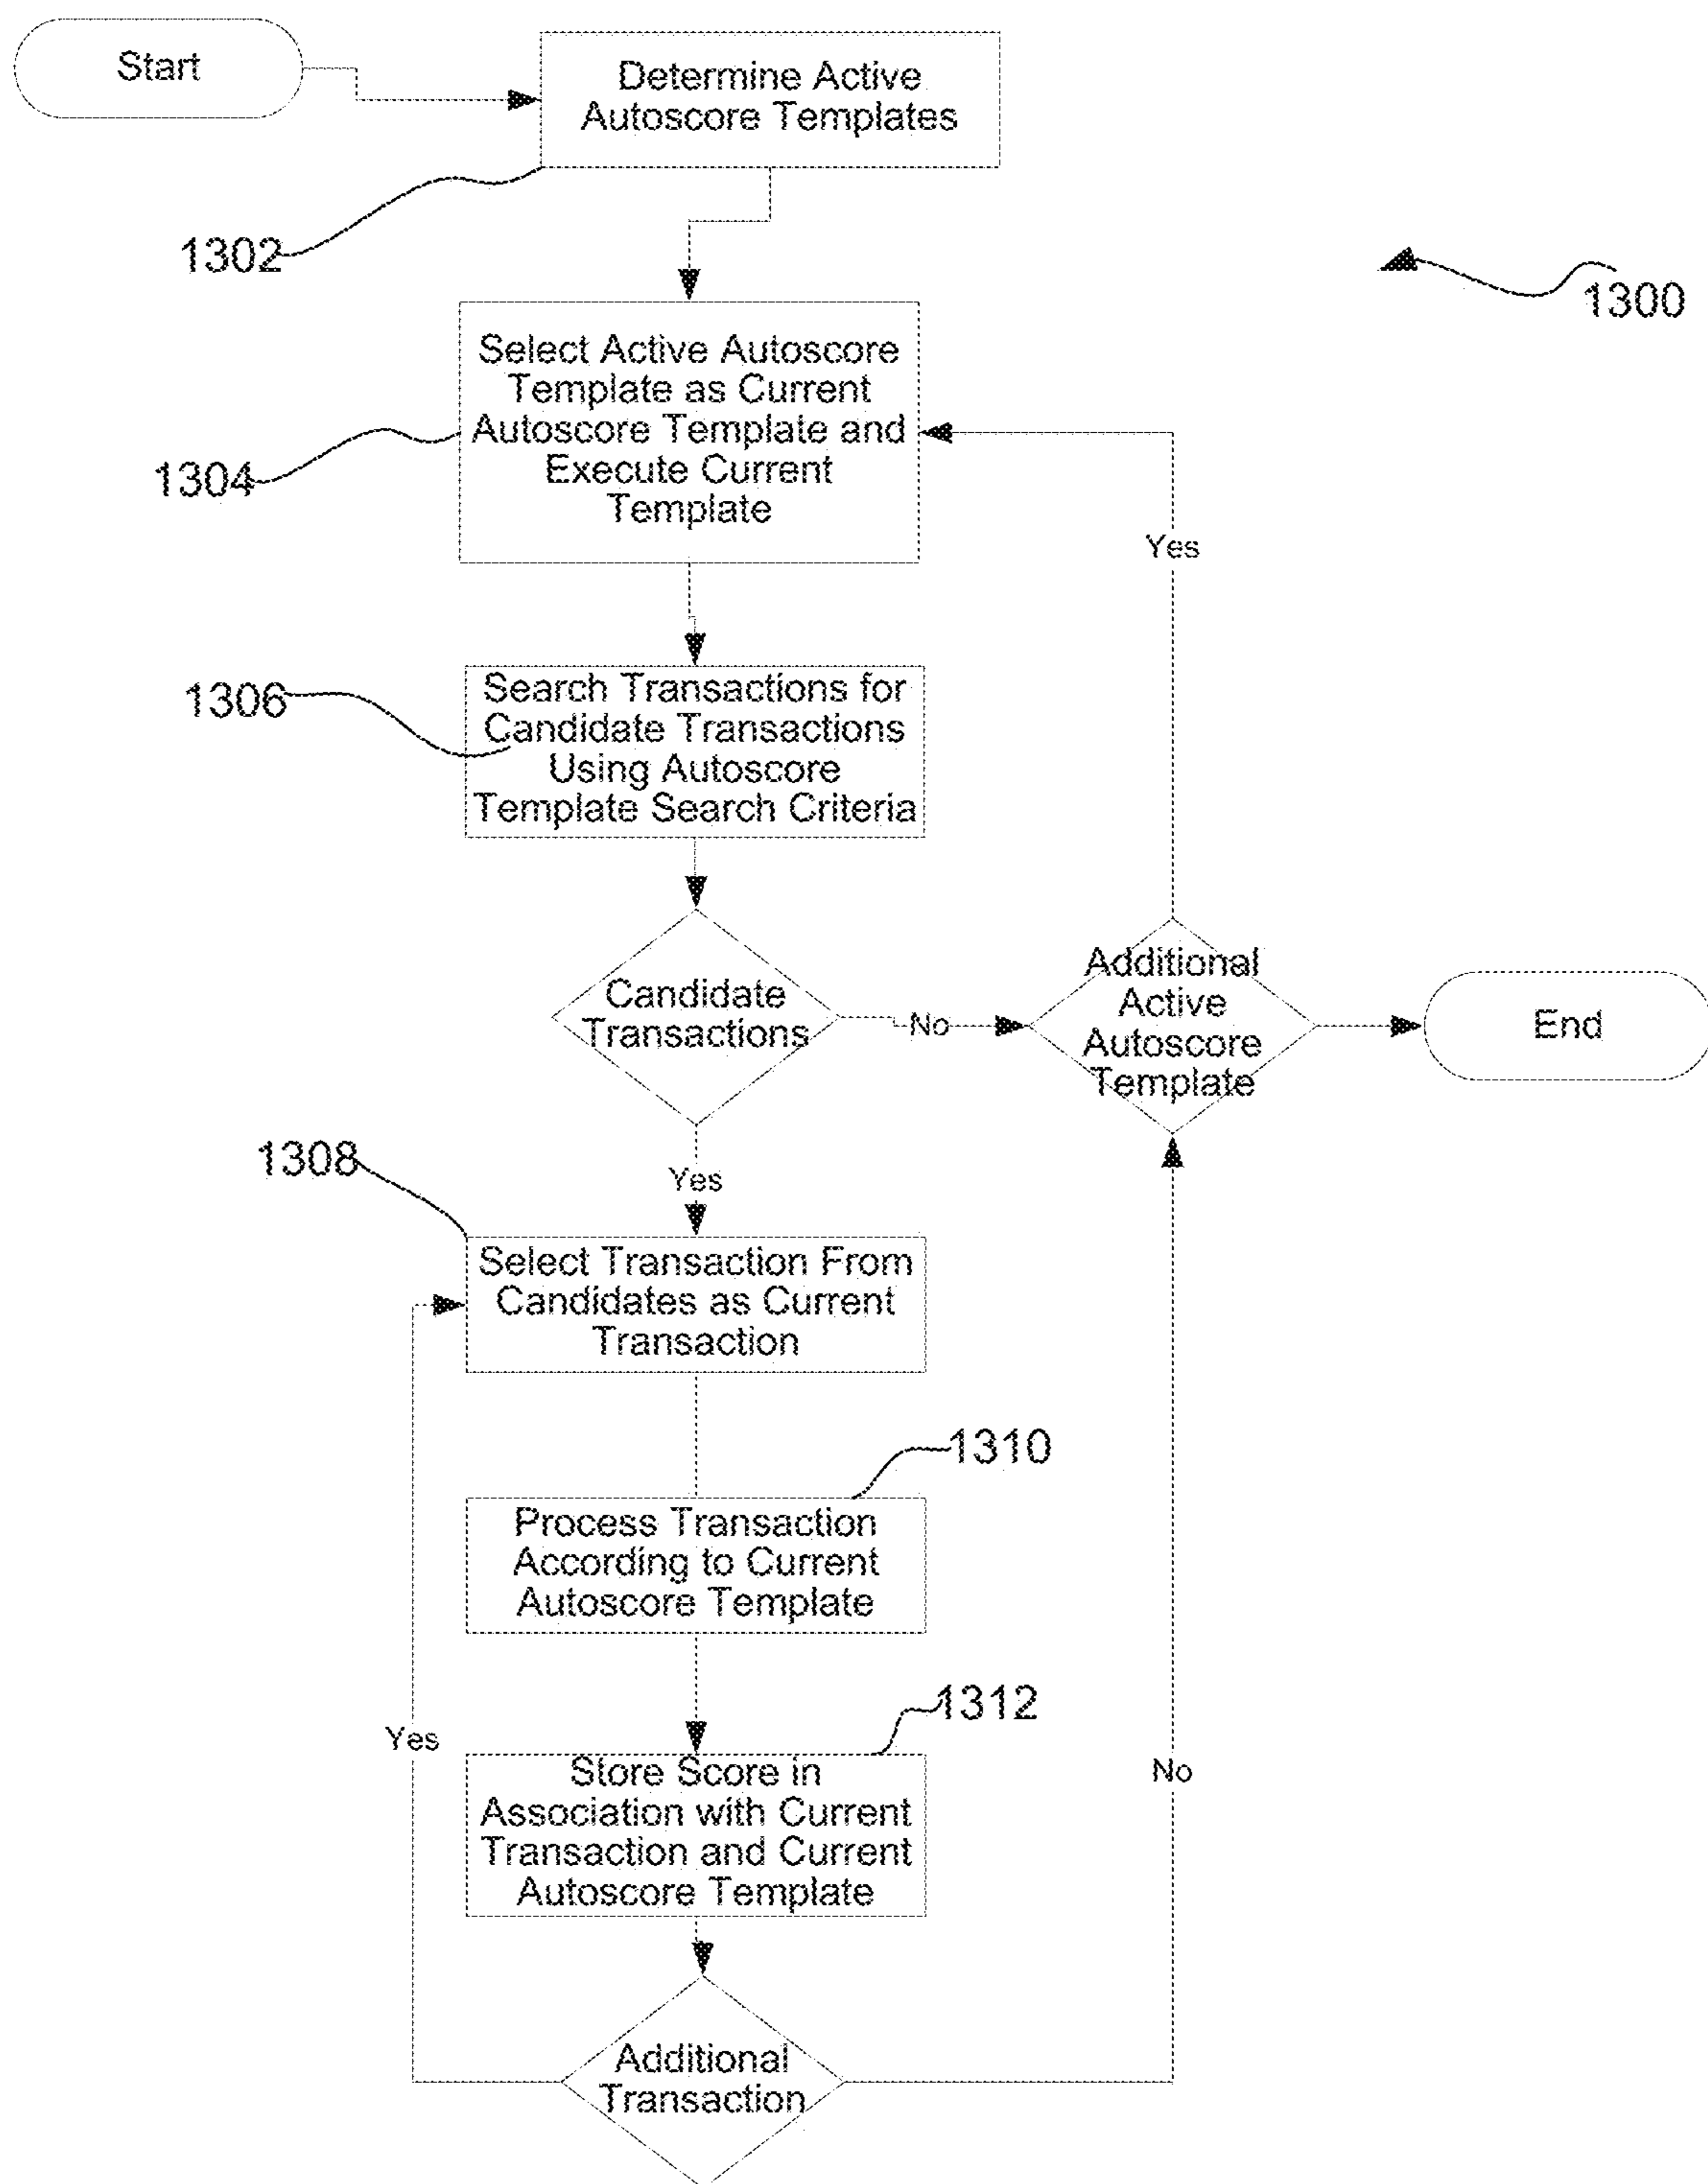 Start
Determine Active
Autoscore Templates
1302
1300
Select Active Autoscore
Template as Current
Autoscore Template and
Execute Current
Template
1304
Yes
Search Transactions for
Candidate Transactions
Using Autoscore
Template Search Criteria
1306
Candidate
Transactions
No
Additional
Active
Autoscore
Template
End
Yes
1308
Select Transaction From
Candidates as Current
Transaction
1310
Process Transaction
According to Current
Autoscore Template
1312
Store Score in
Association with Current
Transaction and Current
Autoscore Template
Yes
No
Additional
Transaction